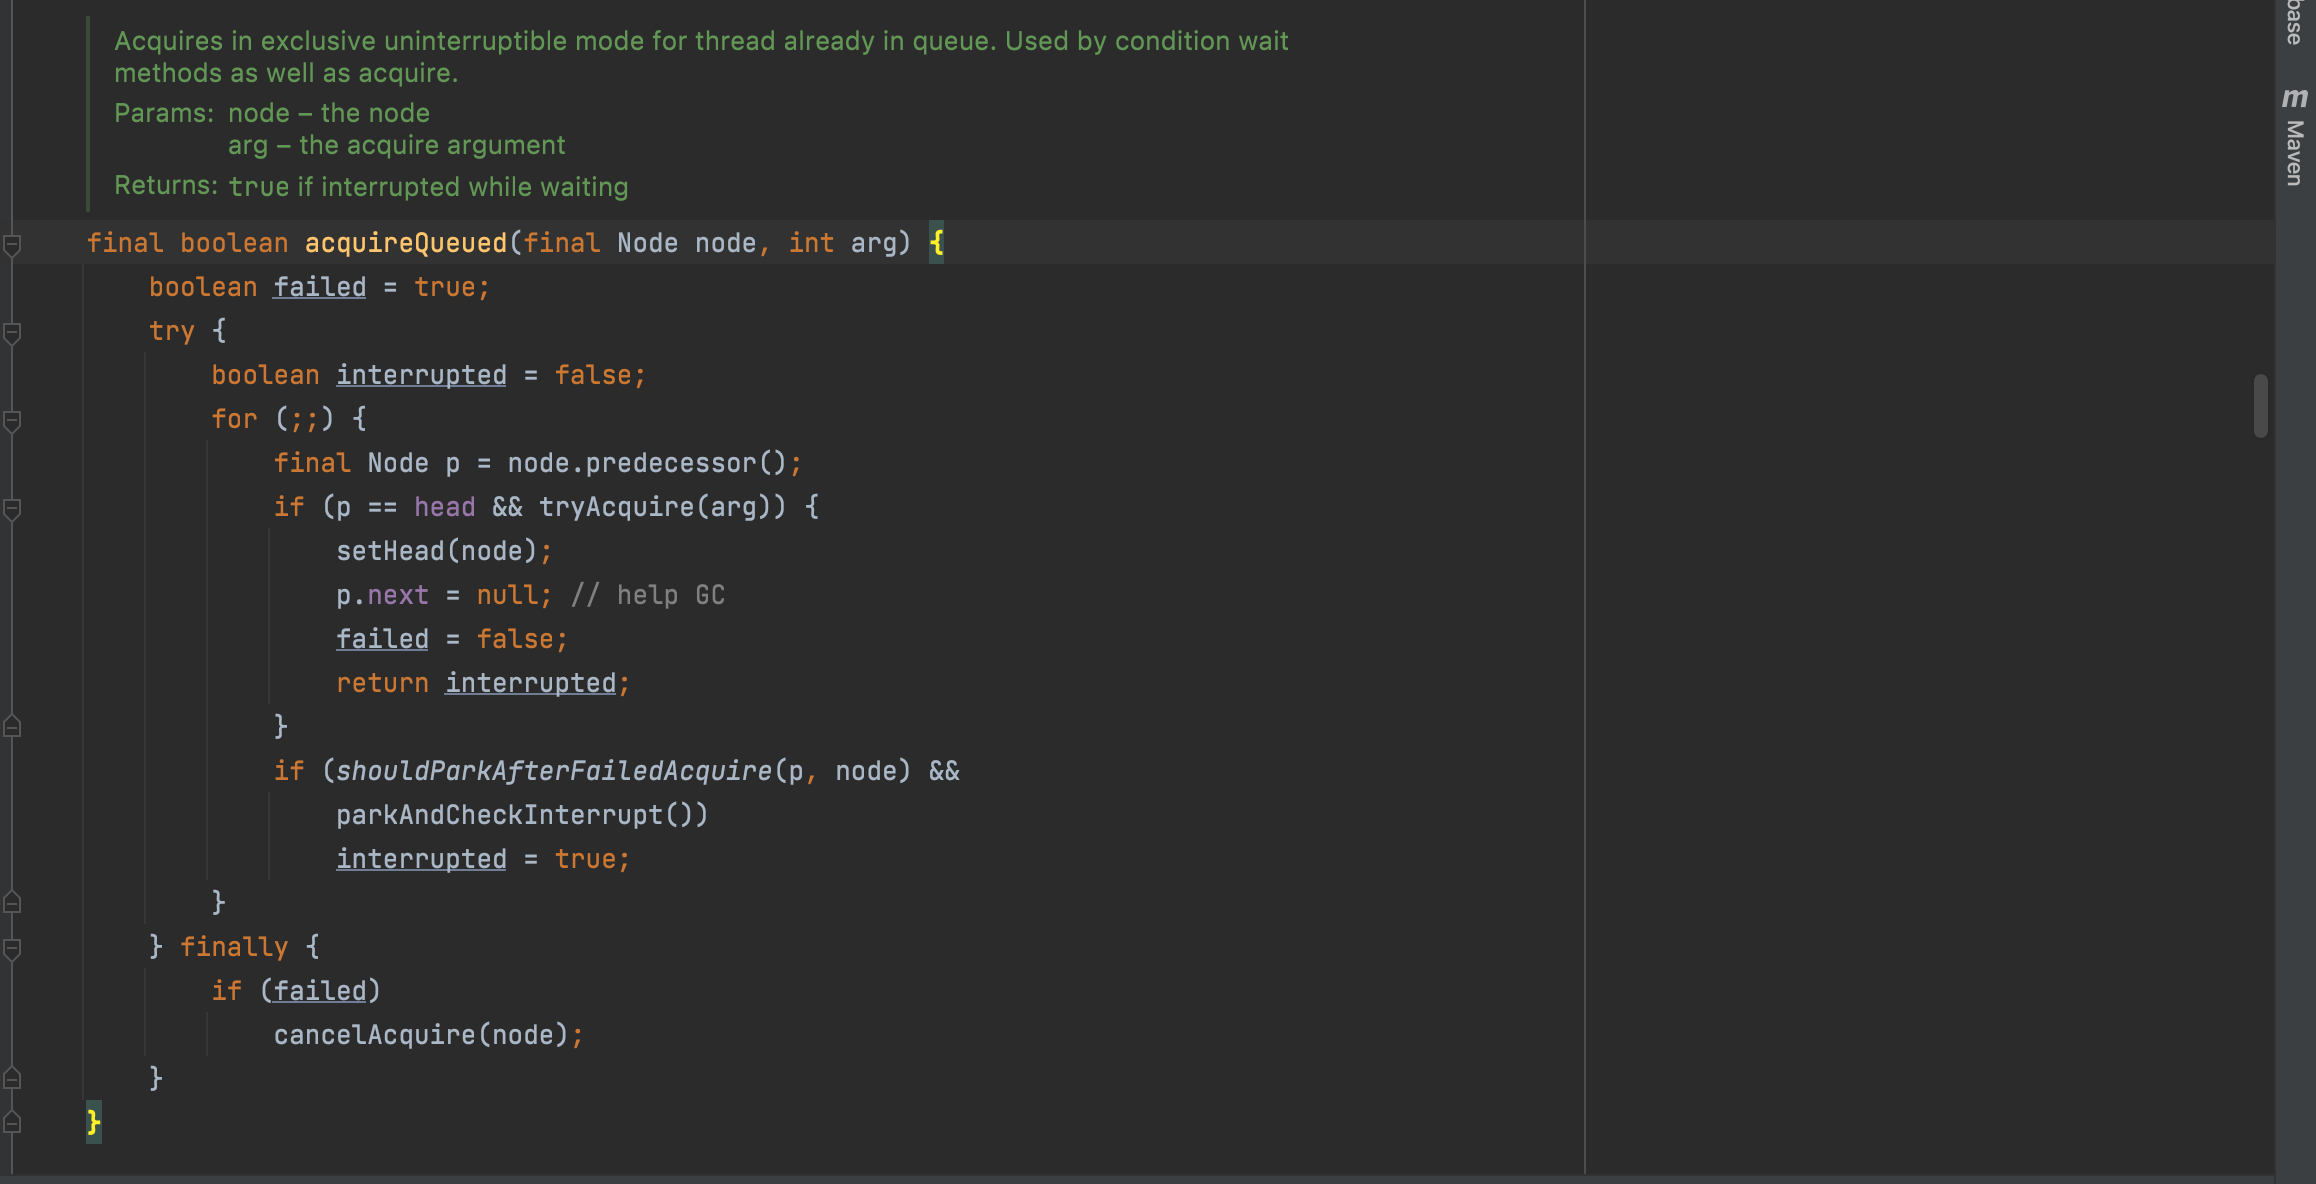 Acquires in exclusive uninterruptible mode for thread already in queue. Used by condition wait
methods as well as acquire.
Params: node – the node
arg – the acquire argument
Returns: true if interrupted while waiting
final boolean acquireQueued(final Node node, int arg) {
boolean failed = true;
try {
boolean interrupted = false;
for (;;) {
final Node p = node.predecessor();
if (p == head && tryAcquire(arg)) {
setHead(node);
p.next = null; // help GC
failed = false;
return interrupted;
}
if (shouldParkAfterFailedAcquire(p, node) &&
parkAndCheckInterrupt())
interrupted = true;
}
} finally {
if (failed)
cancelAcquire(node);
}
}
base
m Maven